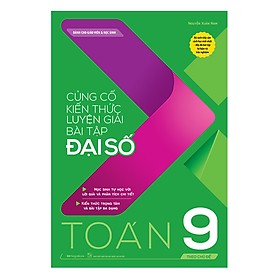 Nguyễn Xuân Nam
DÀNH CHO GIÁO VIÊN & HỌC SINH
CỦNG CỐ
KIẾN THỨC
LUYỆN GIẢI
BÀI TẬP
ĐẠI SỐ
HỌC SINH TỰ HỌC VỚI
LỜI GIẢI VÀ PHÂN TÍCH CHI TIẾT
KIẾN THỨC TRỌNG TÂM
VÀ BÀI TẬP ĐA DẠNG
TOÁN 9
THEO CHỦ ĐỀ